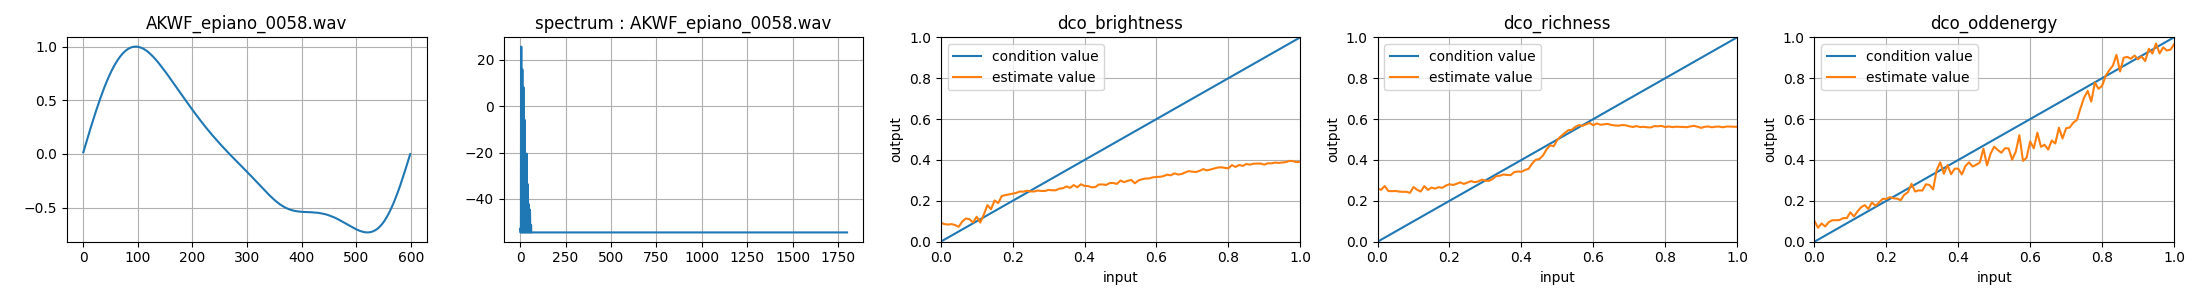 AKWF_epiano_0058.wav
1.0
0.5
0.0
−0.5
0 100 200 300 400 500 600
spectrum : AKWF_epiano_0058.wav
20
0
−20
−40
0 250 500 750 1000 1250 1500 1750
dco_brightness
condition value
estimate value
output
1.0
0.8
0.6
0.4
0.2
0.0
0.0 0.2 0.4 0.6 0.8 1.0
input
dco_richness
condition value
estimate value
output
1.0
0.8
0.6
0.4
0.2
0.0
0.0 0.2 0.4 0.6 0.8 1.0
input
dco_oddenergy
condition value
estimate value
output
1.0
0.8
0.6
0.4
0.2
0.0
0.0 0.2 0.4 0.6 0.8 1.0
input